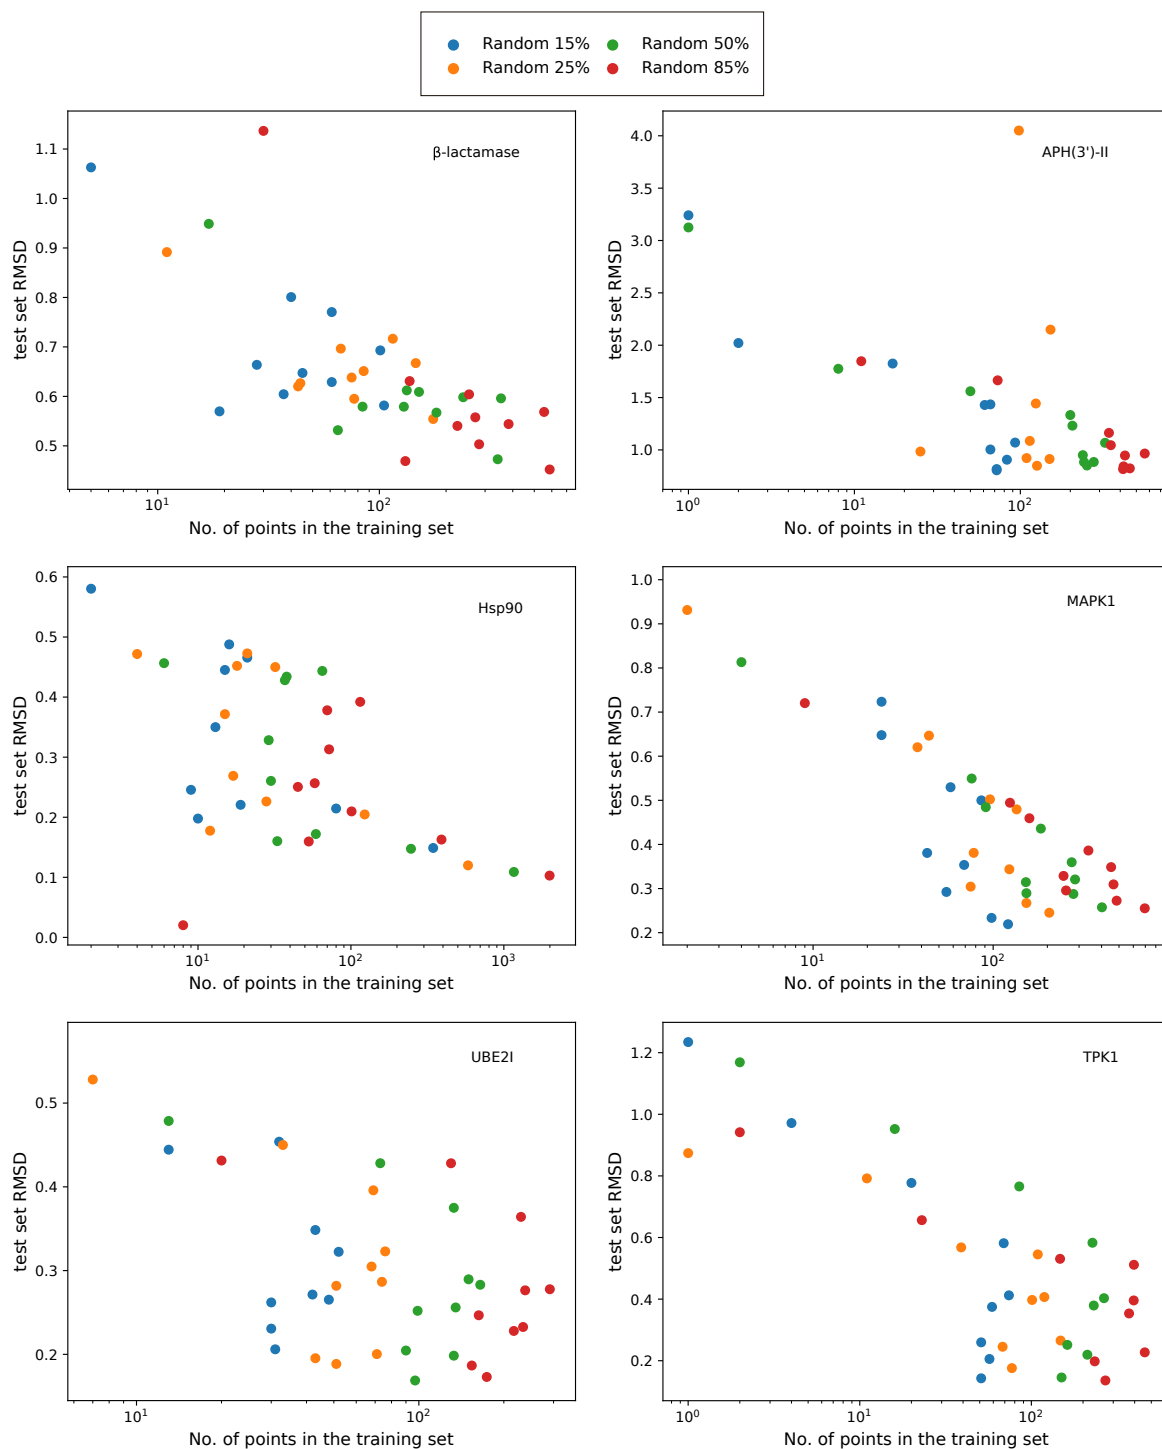 Random 15%
Random 50%
Random 25%
Random 85%
β-lactamase
test set RMSD
1.1
1.0
0.9
0.8
0.7
0.6
0.5
10¹
10²
No. of points in the training set
APH(3')-II
test set RMSD
4.0
3.5
3.0
2.5
2.0
1.5
1.0
10⁰
10¹
10²
No. of points in the training set
Hsp90
test set RMSD
0.6
0.5
0.4
0.3
0.2
0.1
0.0
10¹
10²
10³
No. of points in the training set
MAPK1
test set RMSD
1.0
0.9
0.8
0.7
0.6
0.5
0.4
0.3
0.2
10¹
10²
No. of points in the training set
UBE2I
test set RMSD
0.5
0.4
0.3
0.2
10¹
10²
No. of points in the training set
TPK1
test set RMSD
1.2
1.0
0.8
0.6
0.4
0.2
10⁰
10¹
10²
No. of points in the training set